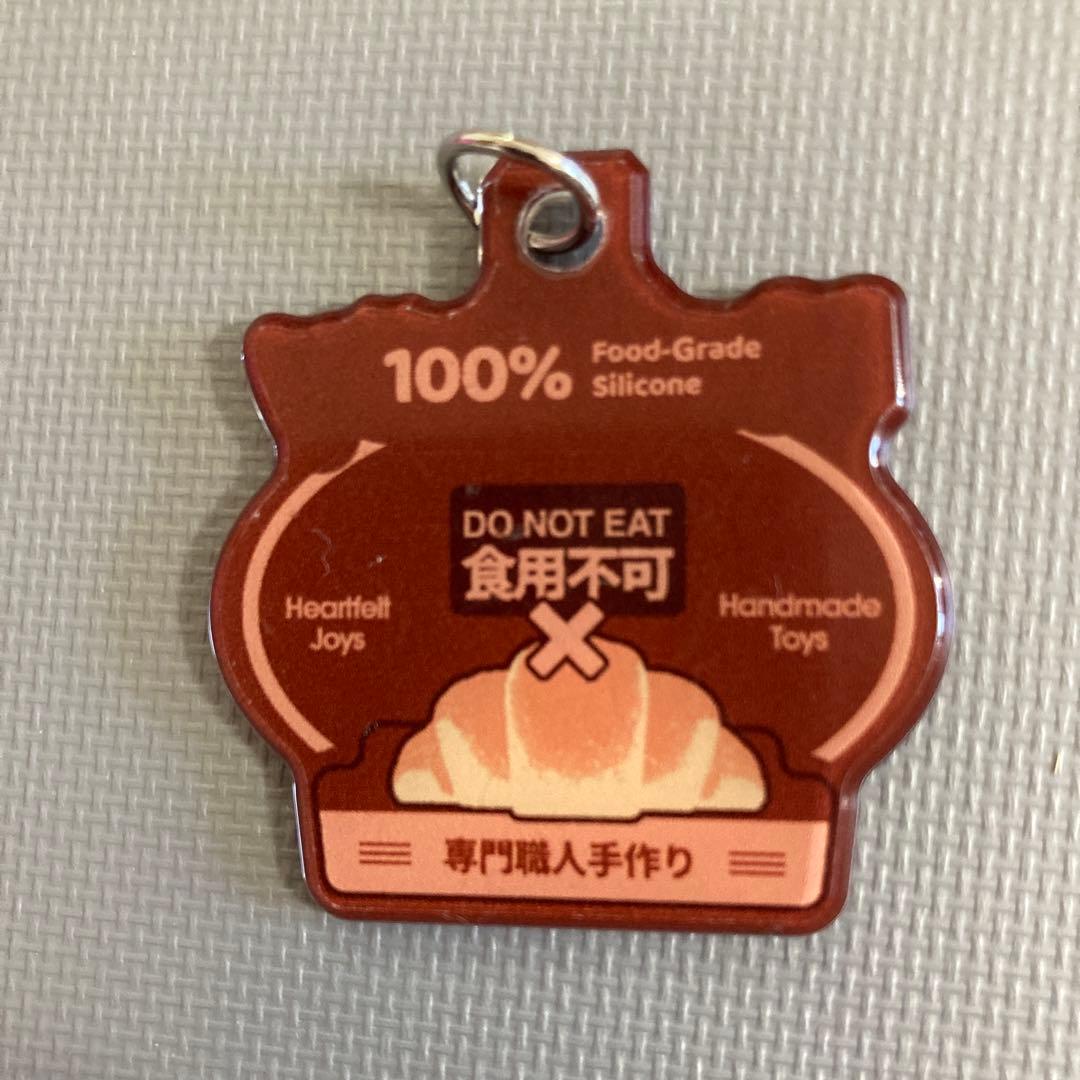 100%
Food-Grade
Silicone
DO NOT EAT
食用不可
Heartfelt
Joys
Handmade
Toys
専門職人手作り